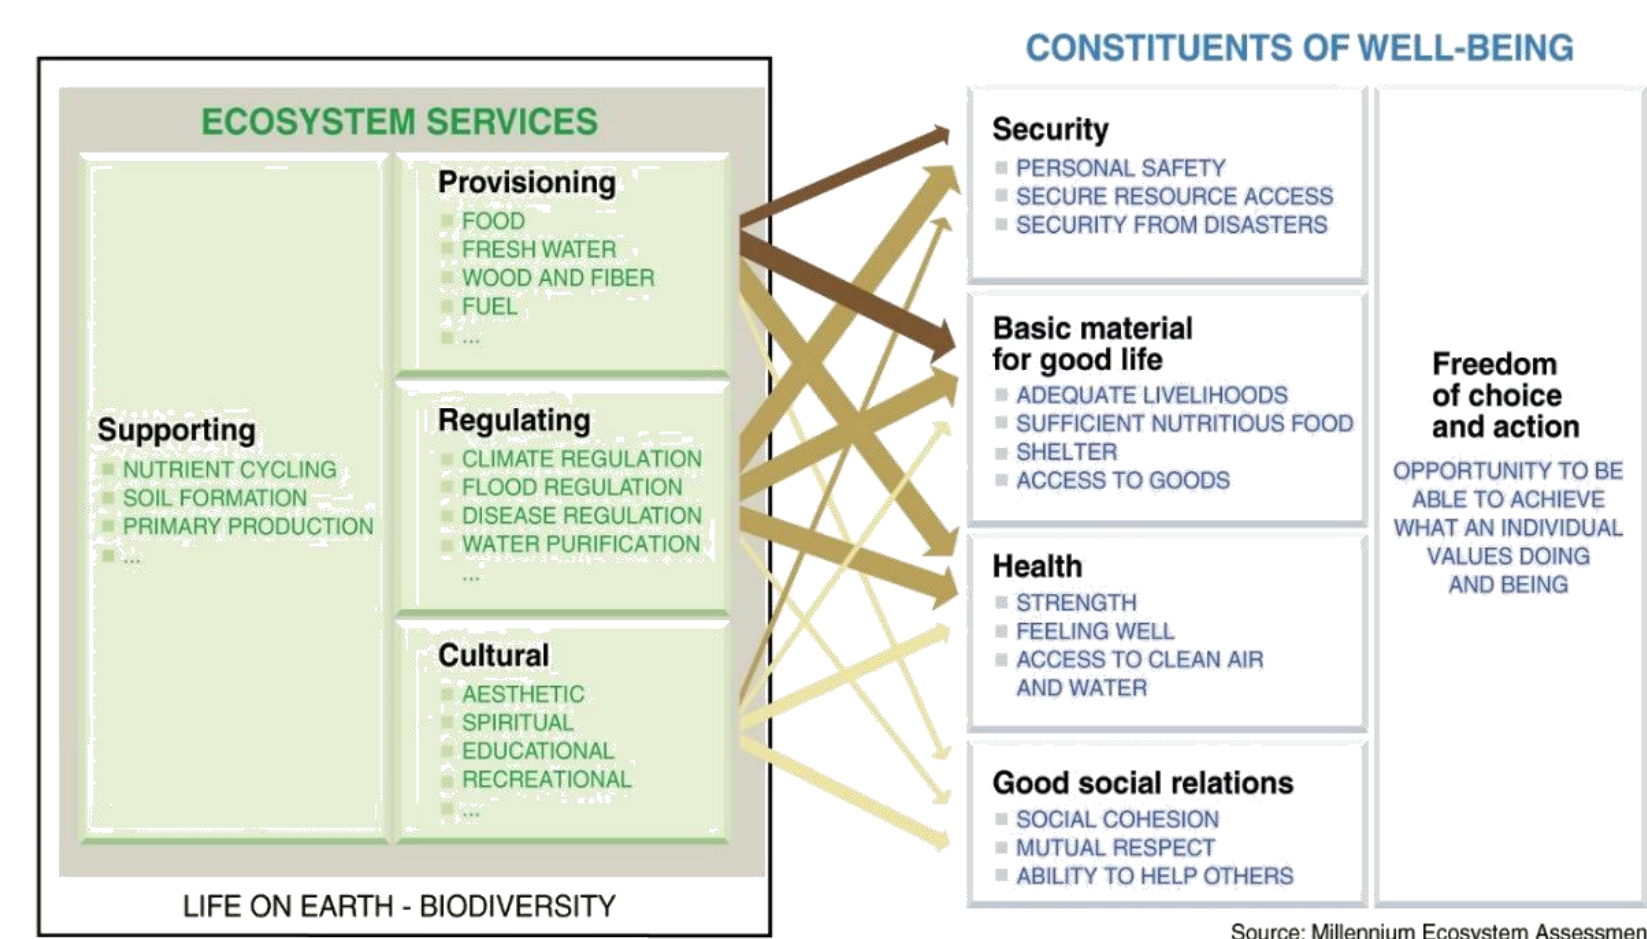 CONSTITUENTS OF WELL-BEING
ECOSYSTEM SERVICES
Supporting
NUTRIENT CYCLING
SOIL FORMATION
PRIMARY PRODUCTION
...
Provisioning
FOOD
FRESH WATER
WOOD AND FIBER
FUEL
...
Regulating
CLIMATE REGULATION
FLOOD REGULATION
DISEASE REGULATION
WATER PURIFICATION
...
Cultural
AESTHETIC
SPIRITUAL
EDUCATIONAL
RECREATIONAL
...
LIFE ON EARTH - BIODIVERSITY
Security
PERSONAL SAFETY
SECURE RESOURCE ACCESS
SECURITY FROM DISASTERS
Basic material
for good life
ADEQUATE LIVELIHOODS
SUFFICIENT NUTRITIOUS FOOD
SHELTER
ACCESS TO GOODS
Health
STRENGTH
FEELING WELL
ACCESS TO CLEAN AIR
AND WATER
Good social relations
SOCIAL COHESION
MUTUAL RESPECT
ABILITY TO HELP OTHERS
Freedom
of choice
and action
OPPORTUNITY TO BE
ABLE TO ACHIEVE
WHAT AN INDIVIDUAL
VALUES DOING
AND BEING
Source: Millennium Ecosystem Assessmen